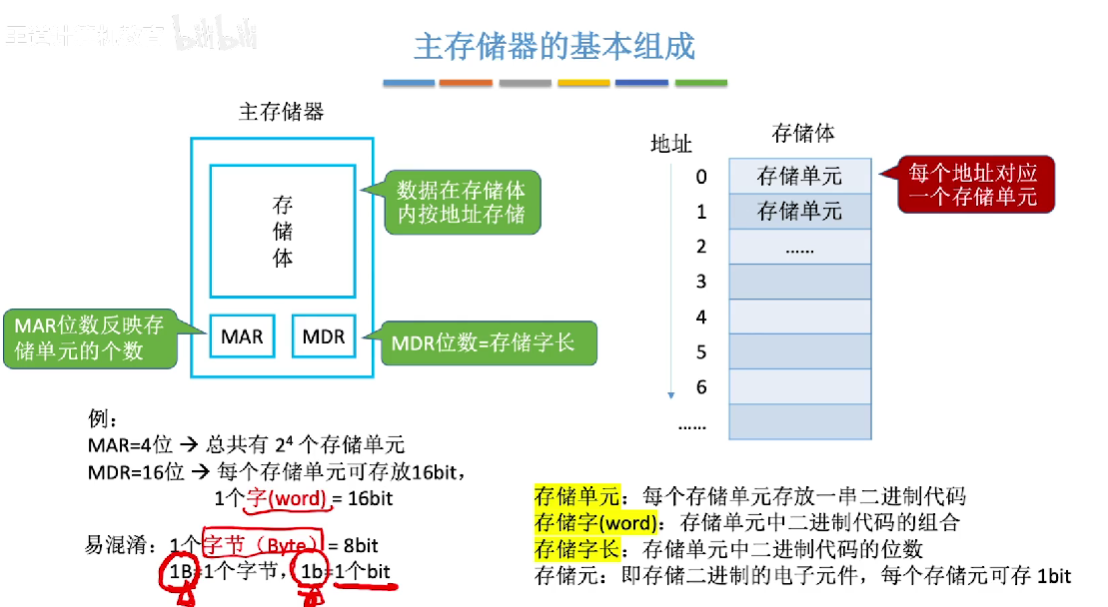 bilibili
主存储器的基本组成
主存储器
存
储
体
MAR
MDR
数据在存储体
内按地址存储
MAR位数反映存
储单元的个数
MDR位数=存储字长
地址
存储体
0
存储单元
1
存储单元
2
......
3
4
5
6
......
每个地址对应
一个存储单元
例：
MAR=4位 → 总共有 2⁴ 个存储单元
MDR=16位 → 每个存储单元可存放16bit，
1个字(word) = 16bit
易混淆：1个字节（Byte）= 8bit
1B=1个字节，1b=1个bit
存储单元：每个存储单元存放一串二进制代码
存储字(word)：存储单元中二进制代码的组合
存储字长：存储单元中二进制代码的位数
存储元：即存储二进制的电子元件，每个存储元可存 1bit